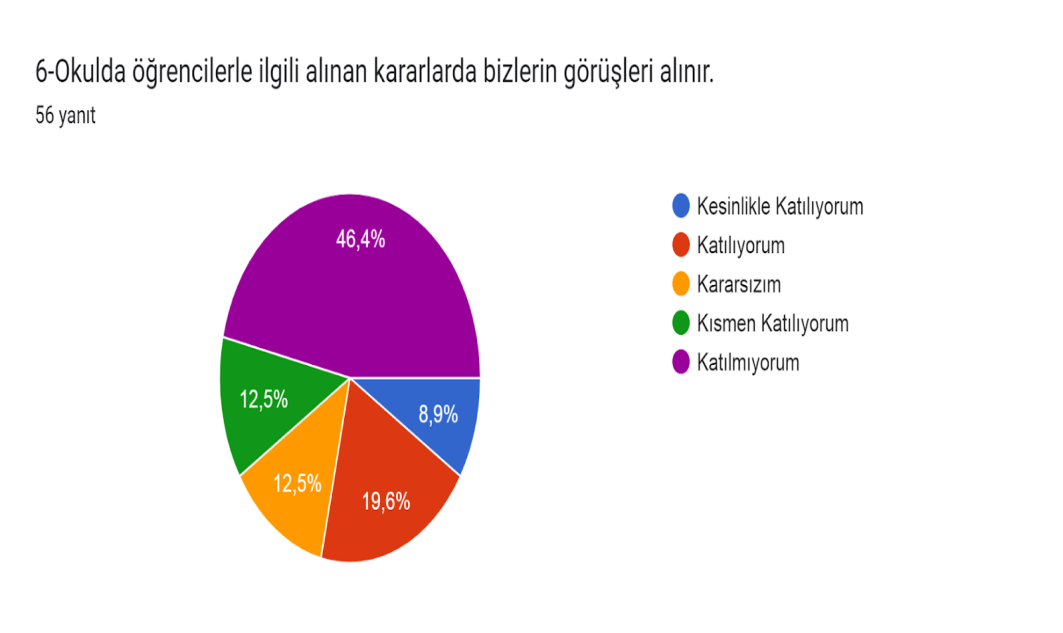 6-Okulda öğrencilerle ilgili alınan kararlarda bizlerin görüşleri alınır.
56 yanıt
Kesinlikle Katılıyorum
Katılıyorum
Kararsızım
Kısmen Katılıyorum
Katılmıyorum
46,4%
12,5%
8,9%
12,5%
19,6%